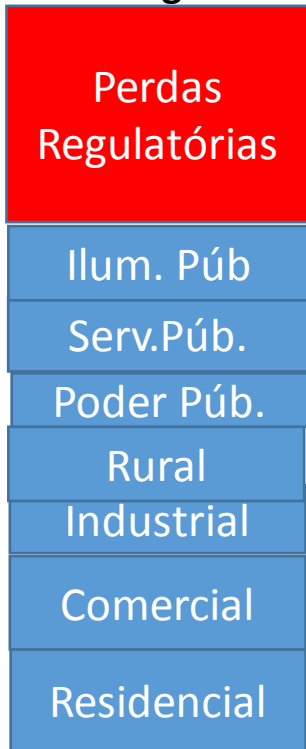 Perdas
Regulatórias
Ilum. Púb
Serv.Púb.
Poder Púb.
Rural
Industrial
Comercial
Residencial